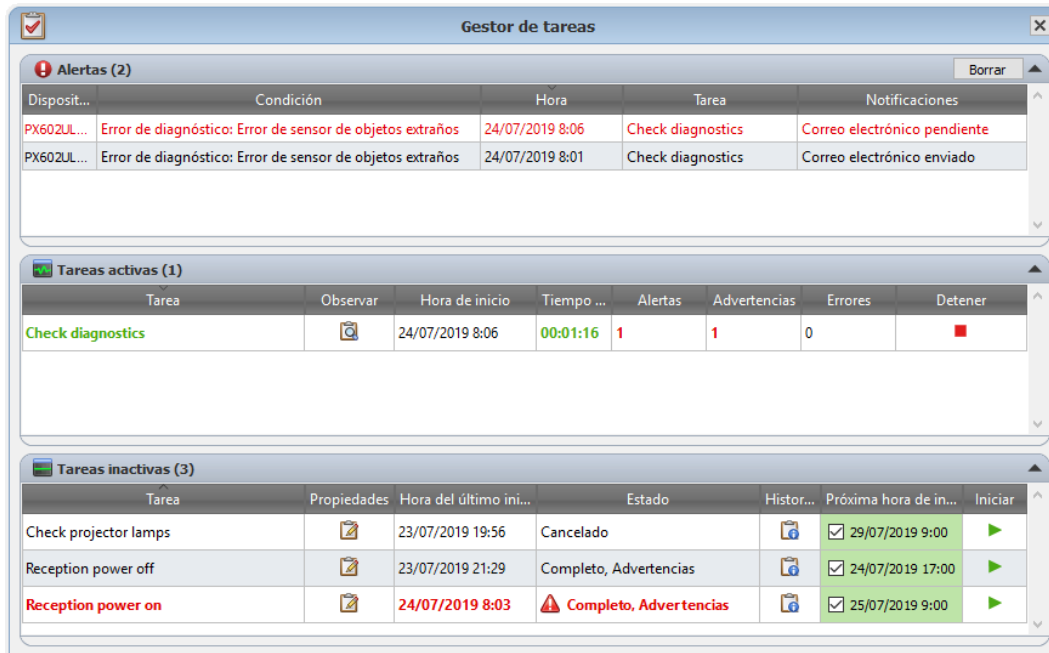 Gestor de tareas
Alertas (2) Borrar
Disposit... Condición Hora Tarea Notificaciones
PX602UL... Error de diagnóstico: Error de sensor de objetos extraños 24/07/2019 8:06 Check diagnostics Correo electrónico pendiente
PX602UL... Error de diagnóstico: Error de sensor de objetos extraños 24/07/2019 8:01 Check diagnostics Correo electrónico enviado
Tareas activas (1)
Tarea Observar Hora de inicio Tiempo ... Alertas Advertencias Errores Detener
Check diagnostics 24/07/2019 8:06 00:01:16 1 1 0
Tareas inactivas (3)
Tarea Propiedades Hora del último ini... Estado Histor... Próxima hora de in... Iniciar
Check projector lamps 23/07/2019 19:56 Cancelado 29/07/2019 9:00
Reception power off 23/07/2019 21:29 Completo, Advertencias 24/07/2019 17:00
Reception power on 24/07/2019 8:03 Completo, Advertencias 25/07/2019 9:00